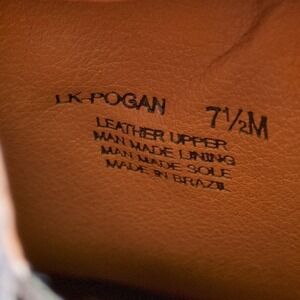 LK-POGAN 7½M
LEATHER UPPER
MAN MADE LINING
MAN MADE SOLE
MADE IN BRAZIL